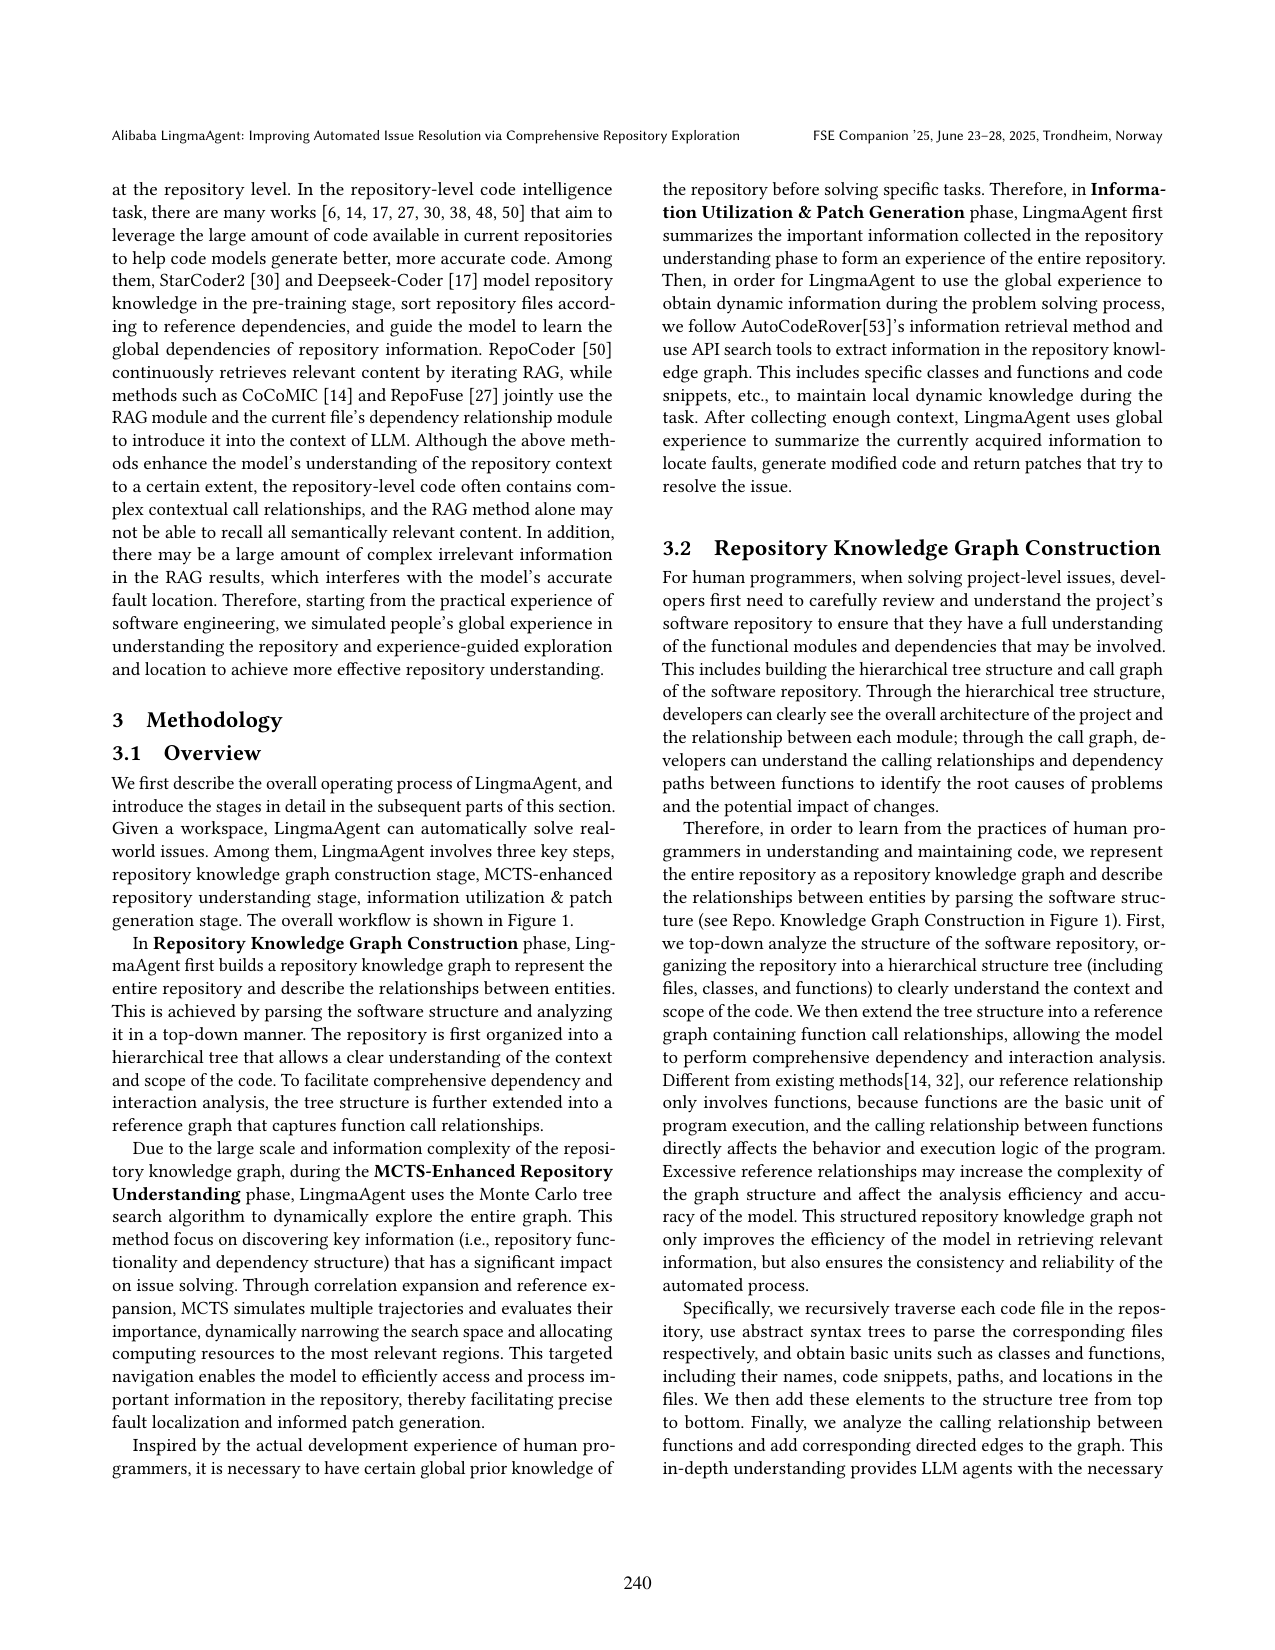 Alibaba LingmaAgent: Improving Automated Issue Resolution via Comprehensive Repository Exploration
FSE Companion ’25, June 23–28, 2025, Trondheim, Norway
at the repository level. In the repository-level code intelligence
task, there are many works [6, 14, 17, 27, 30, 38, 48, 50] that aim to
leverage the large amount of code available in current repositories
to help code models generate better, more accurate code. Among
them, StarCoder2 [30] and Deepseek-Coder [17] model repository
knowledge in the pre-training stage, sort repository files accord-
ing to reference dependencies, and guide the model to learn the
global dependencies of repository information. RepoCoder [50]
continuously retrieves relevant content by iterating RAG, while
methods such as CoCoMIC [14] and RepoFuse [27] jointly use the
RAG module and the current file’s dependency relationship module
to introduce it into the context of LLM. Although the above meth-
ods enhance the model’s understanding of the repository context
to a certain extent, the repository-level code often contains com-
plex contextual call relationships, and the RAG method alone may
not be able to recall all semantically relevant content. In addition,
there may be a large amount of complex irrelevant information
in the RAG results, which interferes with the model’s accurate
fault location. Therefore, starting from the practical experience of
software engineering, we simulated people’s global experience in
understanding the repository and experience-guided exploration
and location to achieve more effective repository understanding.
3 Methodology
3.1 Overview
We first describe the overall operating process of LingmaAgent, and
introduce the stages in detail in the subsequent parts of this section.
Given a workspace, LingmaAgent can automatically solve real-
world issues. Among them, LingmaAgent involves three key steps,
repository knowledge graph construction stage, MCTS-enhanced
repository understanding stage, information utilization & patch
generation stage. The overall workflow is shown in Figure 1.
In Repository Knowledge Graph Construction phase, Ling-
maAgent first builds a repository knowledge graph to represent the
entire repository and describe the relationships between entities.
This is achieved by parsing the software structure and analyzing
it in a top-down manner. The repository is first organized into a
hierarchical tree that allows a clear understanding of the context
and scope of the code. To facilitate comprehensive dependency and
interaction analysis, the tree structure is further extended into a
reference graph that captures function call relationships.
Due to the large scale and information complexity of the reposi-
tory knowledge graph, during the MCTS-Enhanced Repository
Understanding phase, LingmaAgent uses the Monte Carlo tree
search algorithm to dynamically explore the entire graph. This
method focus on discovering key information (i.e., repository func-
tionality and dependency structure) that has a significant impact
on issue solving. Through correlation expansion and reference ex-
pansion, MCTS simulates multiple trajectories and evaluates their
importance, dynamically narrowing the search space and allocating
computing resources to the most relevant regions. This targeted
navigation enables the model to efficiently access and process im-
portant information in the repository, thereby facilitating precise
fault localization and informed patch generation.
Inspired by the actual development experience of human pro-
grammers, it is necessary to have certain global prior knowledge of
the repository before solving specific tasks. Therefore, in Informa-
tion Utilization & Patch Generation phase, LingmaAgent first
summarizes the important information collected in the repository
understanding phase to form an experience of the entire repository.
Then, in order for LingmaAgent to use the global experience to
obtain dynamic information during the problem solving process,
we follow AutoCodeRover[53]’s information retrieval method and
use API search tools to extract information in the repository knowl-
edge graph. This includes specific classes and functions and code
snippets, etc., to maintain local dynamic knowledge during the
task. After collecting enough context, LingmaAgent uses global
experience to summarize the currently acquired information to
locate faults, generate modified code and return patches that try to
resolve the issue.
3.2 Repository Knowledge Graph Construction
For human programmers, when solving project-level issues, devel-
opers first need to carefully review and understand the project’s
software repository to ensure that they have a full understanding
of the functional modules and dependencies that may be involved.
This includes building the hierarchical tree structure and call graph
of the software repository. Through the hierarchical tree structure,
developers can clearly see the overall architecture of the project and
the relationship between each module; through the call graph, de-
velopers can understand the calling relationships and dependency
paths between functions to identify the root causes of problems
and the potential impact of changes.
Therefore, in order to learn from the practices of human pro-
grammers in understanding and maintaining code, we represent
the entire repository as a repository knowledge graph and describe
the relationships between entities by parsing the software struc-
ture (see Repo. Knowledge Graph Construction in Figure 1). First,
we top-down analyze the structure of the software repository, or-
ganizing the repository into a hierarchical structure tree (including
files, classes, and functions) to clearly understand the context and
scope of the code. We then extend the tree structure into a reference
graph containing function call relationships, allowing the model
to perform comprehensive dependency and interaction analysis.
Different from existing methods[14, 32], our reference relationship
only involves functions, because functions are the basic unit of
program execution, and the calling relationship between functions
directly affects the behavior and execution logic of the program.
Excessive reference relationships may increase the complexity of
the graph structure and affect the analysis efficiency and accu-
racy of the model. This structured repository knowledge graph not
only improves the efficiency of the model in retrieving relevant
information, but also ensures the consistency and reliability of the
automated process.
Specifically, we recursively traverse each code file in the repos-
itory, use abstract syntax trees to parse the corresponding files
respectively, and obtain basic units such as classes and functions,
including their names, code snippets, paths, and locations in the
files. We then add these elements to the structure tree from top
to bottom. Finally, we analyze the calling relationship between
functions and add corresponding directed edges to the graph. This
in-depth understanding provides LLM agents with the necessary
240